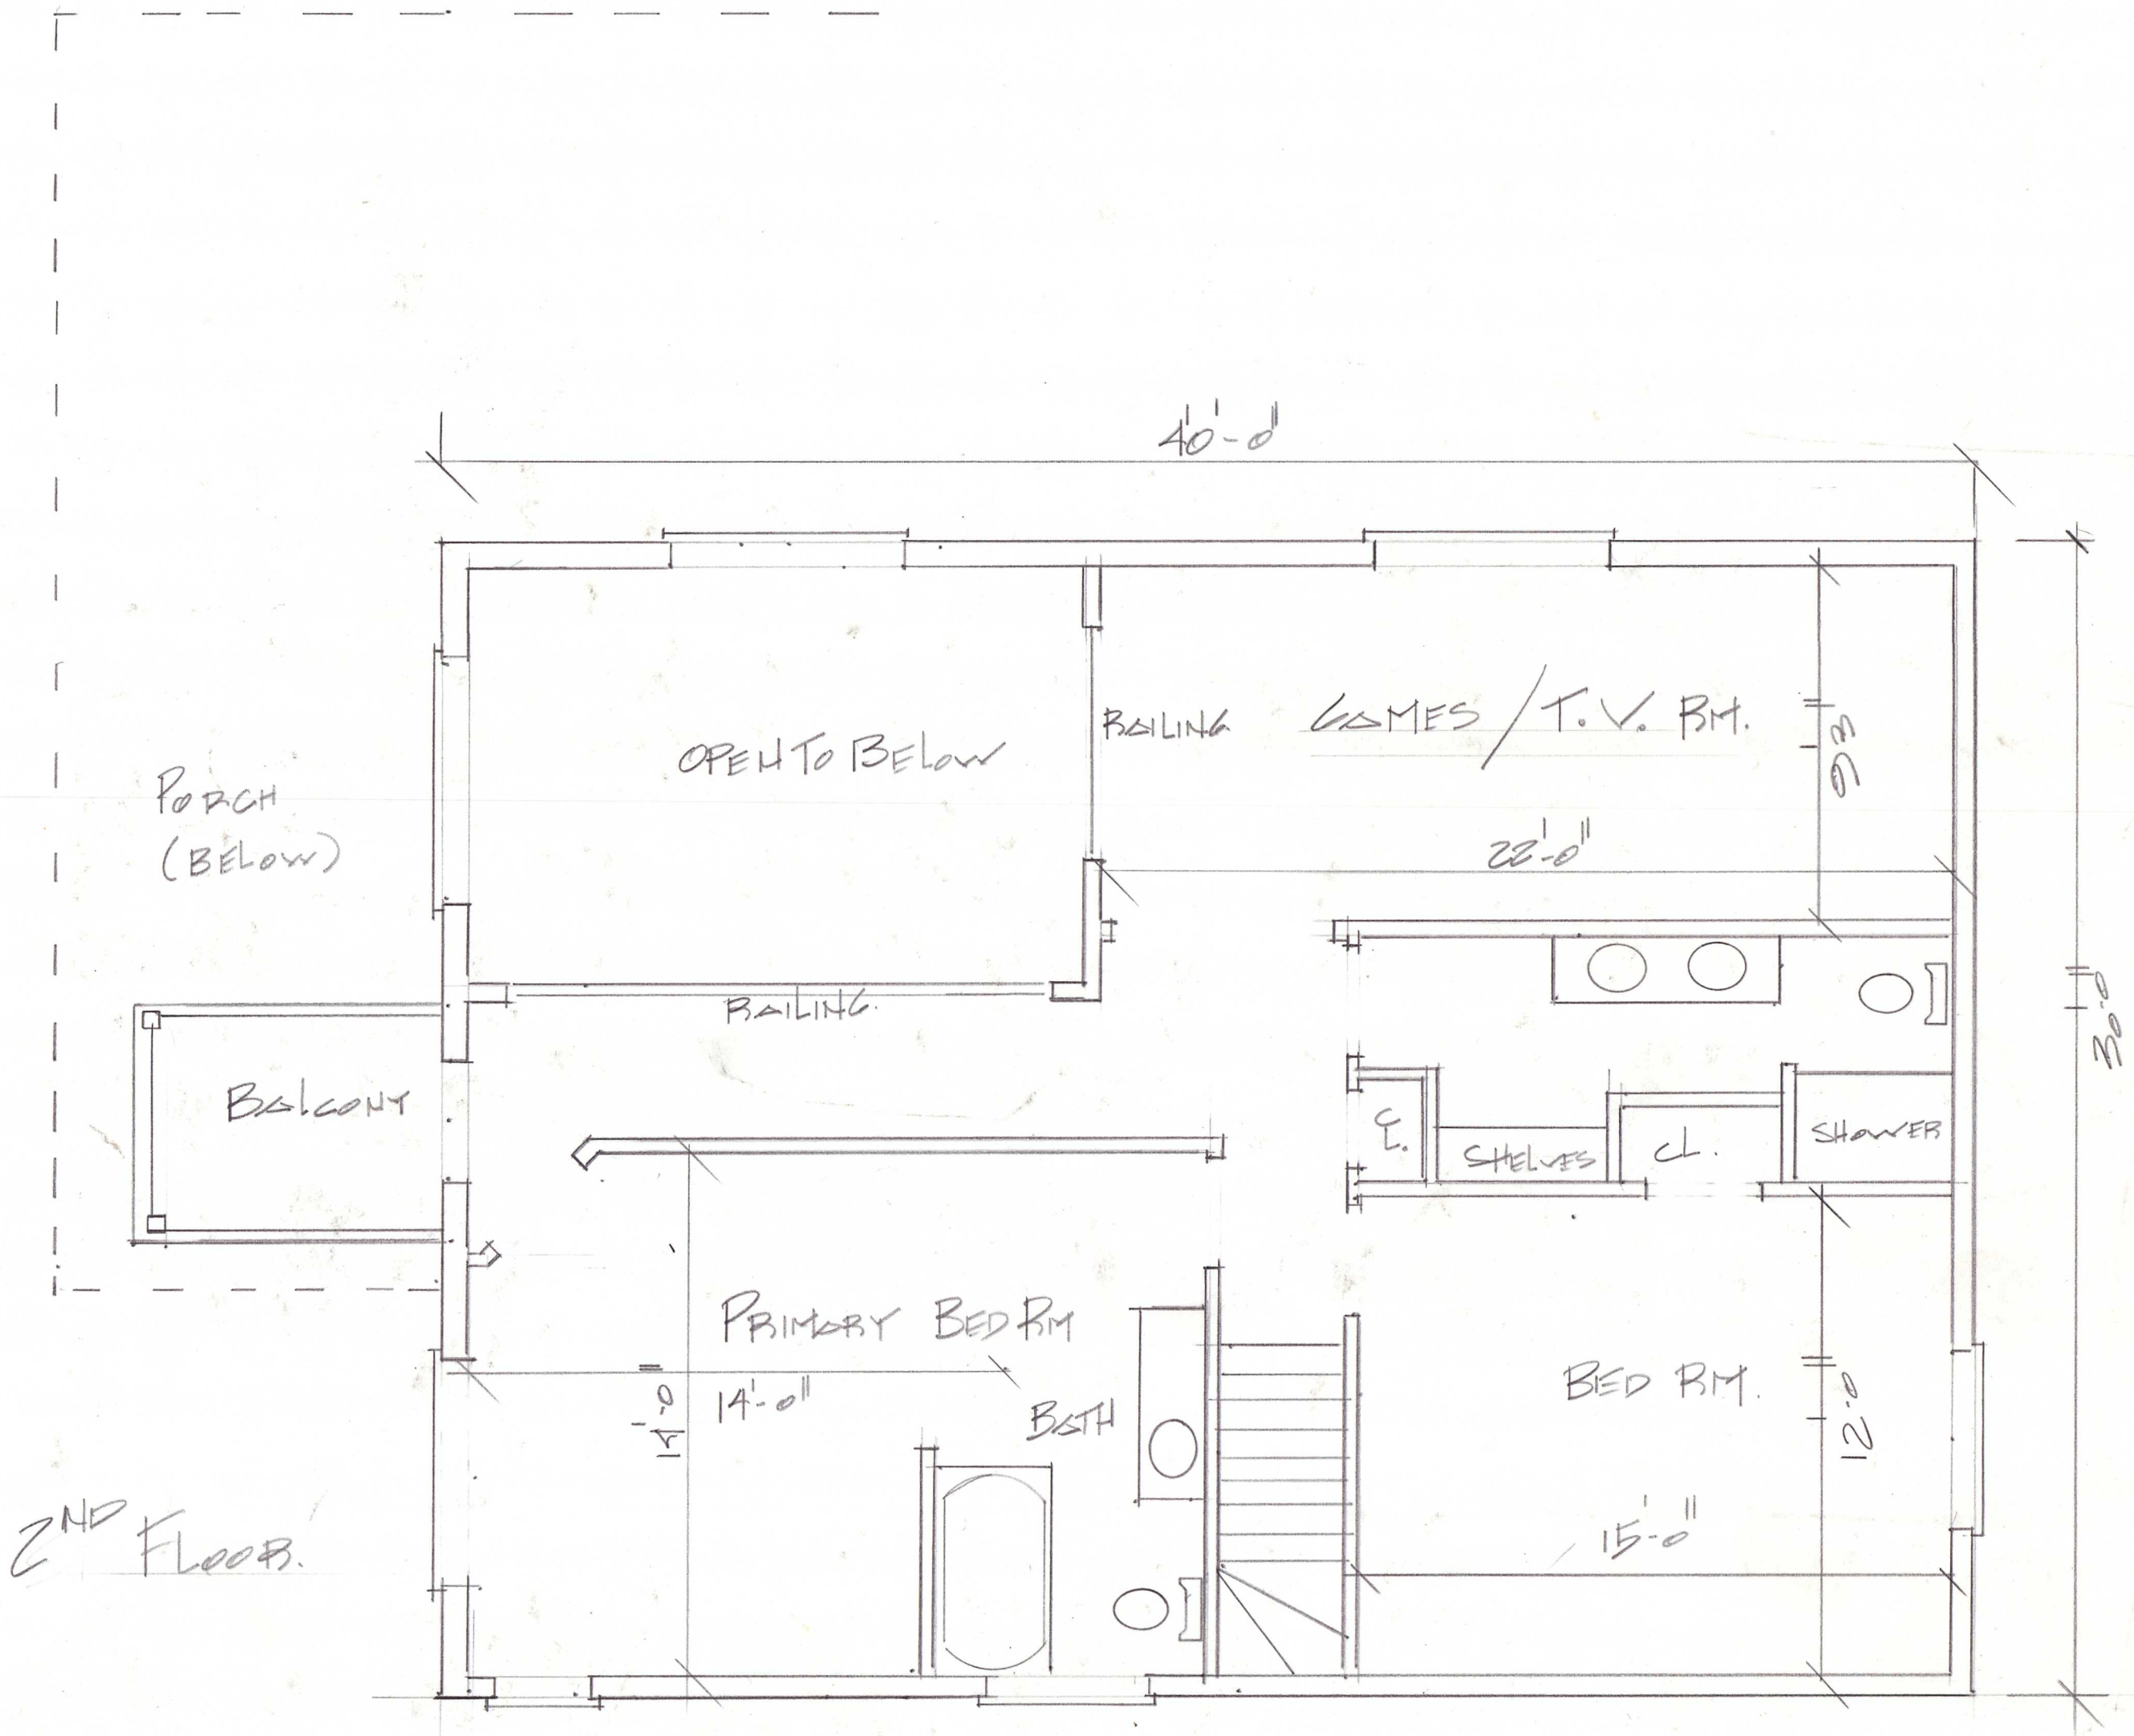 40'-0"
OPEN TO BELOW
RAILING
GAMES / T.V. RM.
93
PORCH
(BELOW)
22'-0"
30-0
RAILING.
BALCONY
CL.
SHELVES
CL.
SHOWER
PRIMARY BED RM
14'-0"
14'-0"
BATH
BED RM.
12-0
15'-0"
2ND FLOOR.